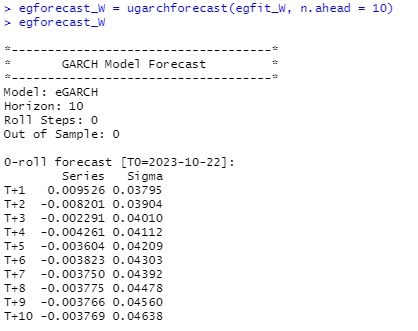 > egforecast_W = ugarchforecast(egfit_W, n.ahead = 10)
> egforecast_W
*------------------------------------*
*       GARCH Model Forecast         *
*------------------------------------*
Model: eGARCH
Horizon: 10
Roll Steps: 0
Out of Sample: 0
0-roll forecast [T0=2023-10-22]:
        Series   Sigma
T+1   0.009526 0.03795
T+2  -0.008201 0.03904
T+3  -0.002291 0.04010
T+4  -0.004261 0.04112
T+5  -0.003604 0.04209
T+6  -0.003823 0.04303
T+7  -0.003750 0.04392
T+8  -0.003775 0.04478
T+9  -0.003766 0.04560
T+10 -0.003769 0.04638